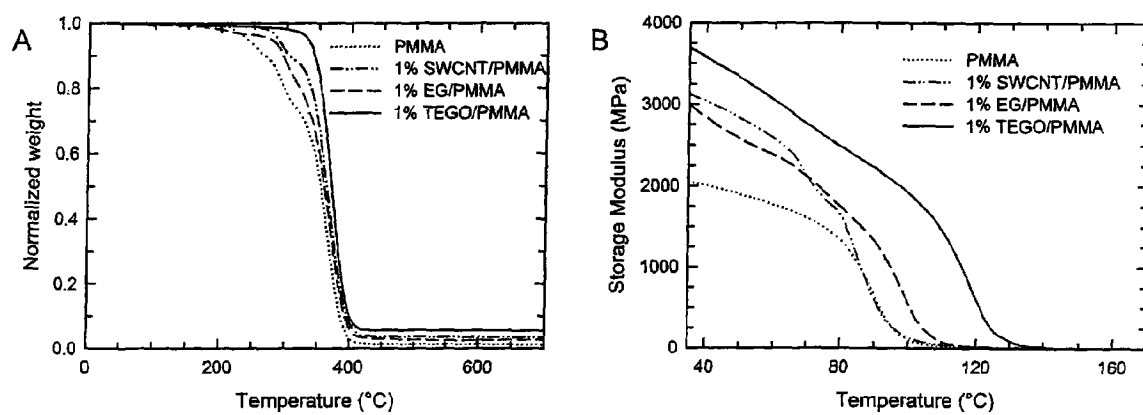 A
Normalized weight
1.0
0.8
0.6
0.4
0.2
0.0
0
200
400
600
Temperature (°C)
PMMA
1% SWCNT/PMMA
1% EG/PMMA
1% TEGO/PMMA
B
Storage Modulus (MPa)
4000
3000
2000
1000
0
40
80
120
160
Temperature (°C)
PMMA
1% SWCNT/PMMA
1% EG/PMMA
1% TEGO/PMMA